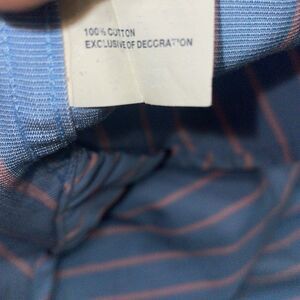 100% COTTON
EXCLUSIVE OF DECORATION